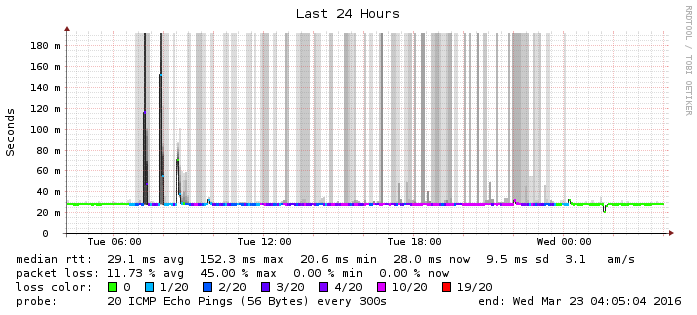 Last 24 Hours
RRDTOOL / TOBI OETIKER
Seconds
180 m
160 m
140 m
120 m
100 m
80 m
60 m
40 m
20 m
0
Tue 06:00 Tue 12:00 Tue 18:00 Wed 00:00
median rtt: 29.1 ms avg 152.3 ms max 20.6 ms min 28.0 ms now 9.5 ms sd 3.1 am/s
packet loss: 11.73 % avg 45.00 % max 0.00 % min 0.00 % now
loss color: 0 1/20 2/20 3/20 4/20 10/20 19/20
probe: 20 ICMP Echo Pings (56 Bytes) every 300s end: Wed Mar 23 04:05:04 2016